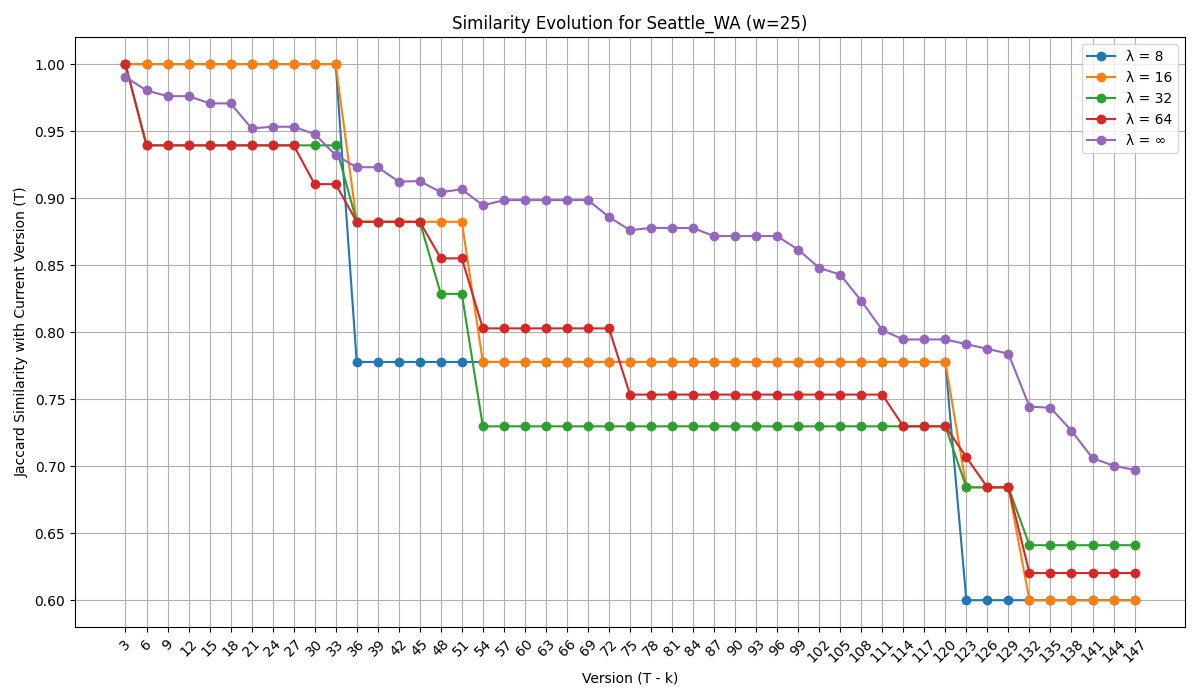 Similarity Evolution for Seattle_WA (w=25)
λ = 8
λ = 16
λ = 32
λ = 64
λ = ∞
Jaccard Similarity with Current Version (T)
1.00
0.95
0.90
0.85
0.80
0.75
0.70
0.65
0.60
3 6 9 12 15 18 21 24 27 30 33 36 39 42 45 48 51 54 57 60 63 66 69 72 75 78 81 84 87 90 93 96 99 102 105 108 111 114 117 120 123 126 129 132 135 138 141 144 147
Version (T - k)